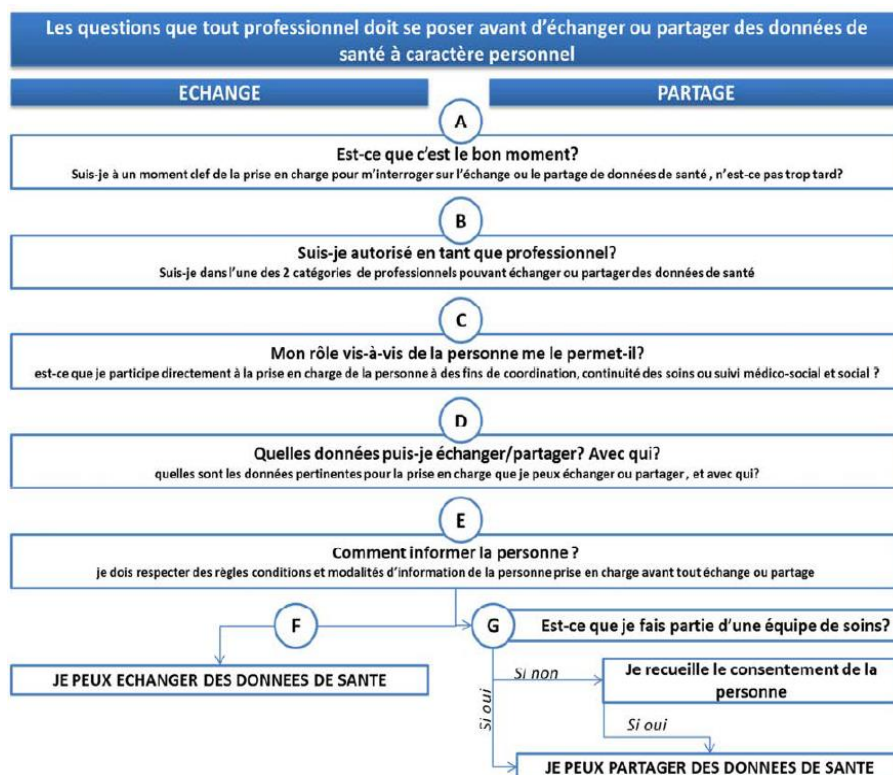 Les questions que tout professionnel doit se poser avant d'échanger ou partager des données de
santé à caractère personnel
ECHANGE
PARTAGE
A
Est-ce que c'est le bon moment?
Suis-je à un moment clef de la prise en charge pour m'interroger sur l'échange ou le partage de données de santé , n'est-ce pas trop tard?
B
Suis-je autorisé en tant que professionnel?
Suis-je dans l'une des 2 catégories de professionnels pouvant échanger ou partager des données de santé
C
Mon rôle vis-à-vis de la personne me le permet-il?
est-ce que je participe directement à la prise en charge de la personne à des fins de coordination, continuité des soins ou suivi médico-social et social ?
D
Quelles données puis-je échanger/partager? Avec qui?
quelles sont les données pertinentes pour la prise en charge que je peux échanger ou partager , et avec qui?
E
Comment informer la personne ?
je dois respecter des règles conditions et modalités d'information de la personne prise en charge avant tout échange ou partage
F
G
Est-ce que je fais partie d'une équipe de soins?
JE PEUX ECHANGER DES DONNEES DE SANTE
Si non
Je recueille le consentement de la
personne
Si oui
Si oui
JE PEUX PARTAGER DES DONNEES DE SANTE